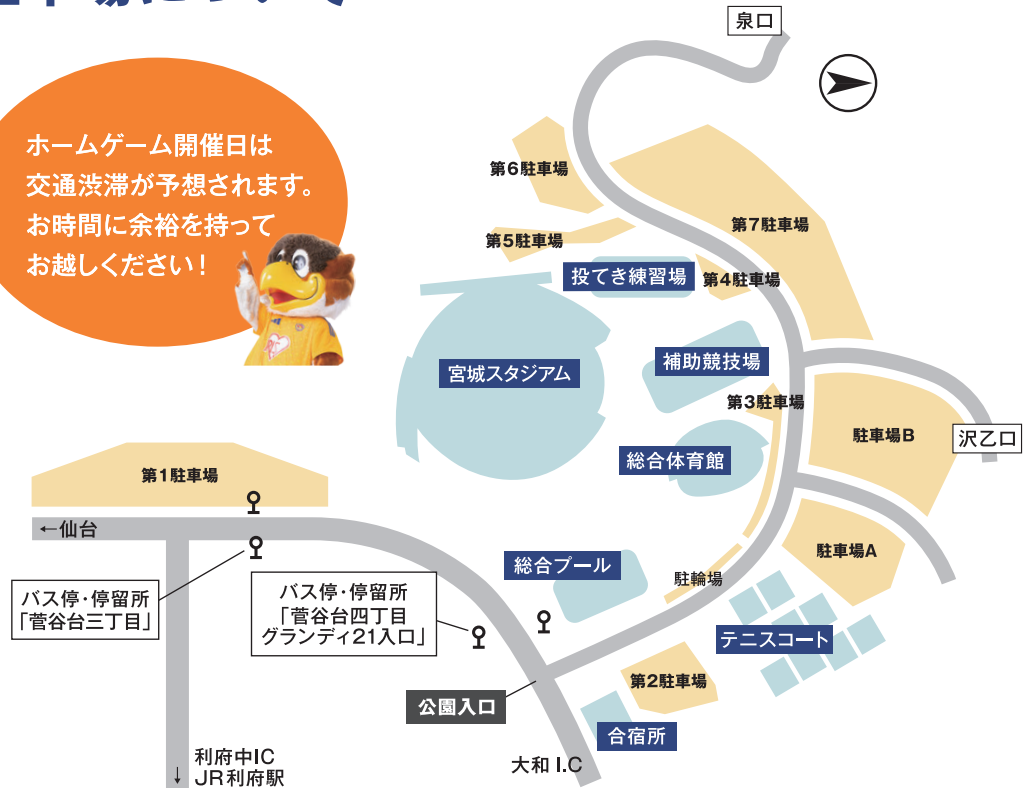 ホームゲーム開催日は
交通渋滞が予想されます。
お時間に余裕を持って
お越しください！
泉口
第6駐車場
第5駐車場
第7駐車場
投てき練習場
第4駐車場
宮城スタジアム
補助競技場
第3駐車場
総合体育館
駐車場B
沢乙口
第1駐車場
←仙台
バス停・停留所
「菅谷台三丁目」
バス停・停留所
「菅谷台四丁目
グランディ21入口」
総合プール
駐輪場
駐車場A
テニスコート
第2駐車場
公園入口
合宿所
大和 I.C
利府中IC
↓ JR利府駅